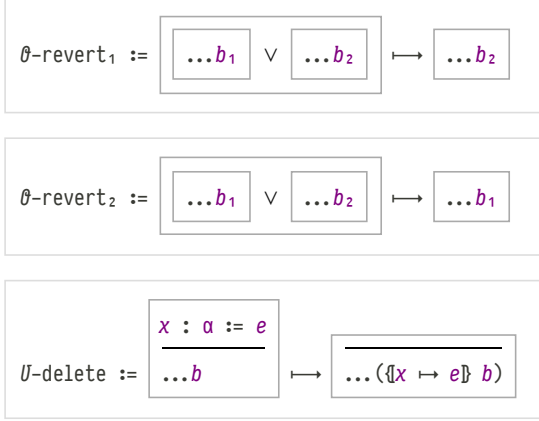 𝒪-revert₁ := …b₁ ∨ …b₂ ⟼ …b₂
𝒪-revert₂ := …b₁ ∨ …b₂ ⟼ …b₁
x : α := e
𝑈-delete := …b ⟼ …(⦃x ↦ e⦄ b)